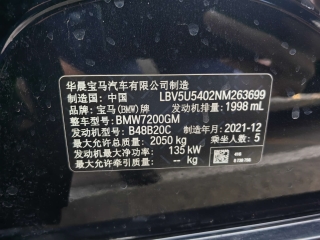 华晨宝马汽车有限公司制造
制造国：中国 LBV5U5402NM263699
宝马(BMW)牌 发动机排量：1998 mL
整车型号：BMW7200GM
发动机型号：B48B20C 制造年月：2021-12
最大允许总质量：2050 kg 乘坐人数：5
发动机最大净功率：135 kW
最大允许牵引质量：-- kg